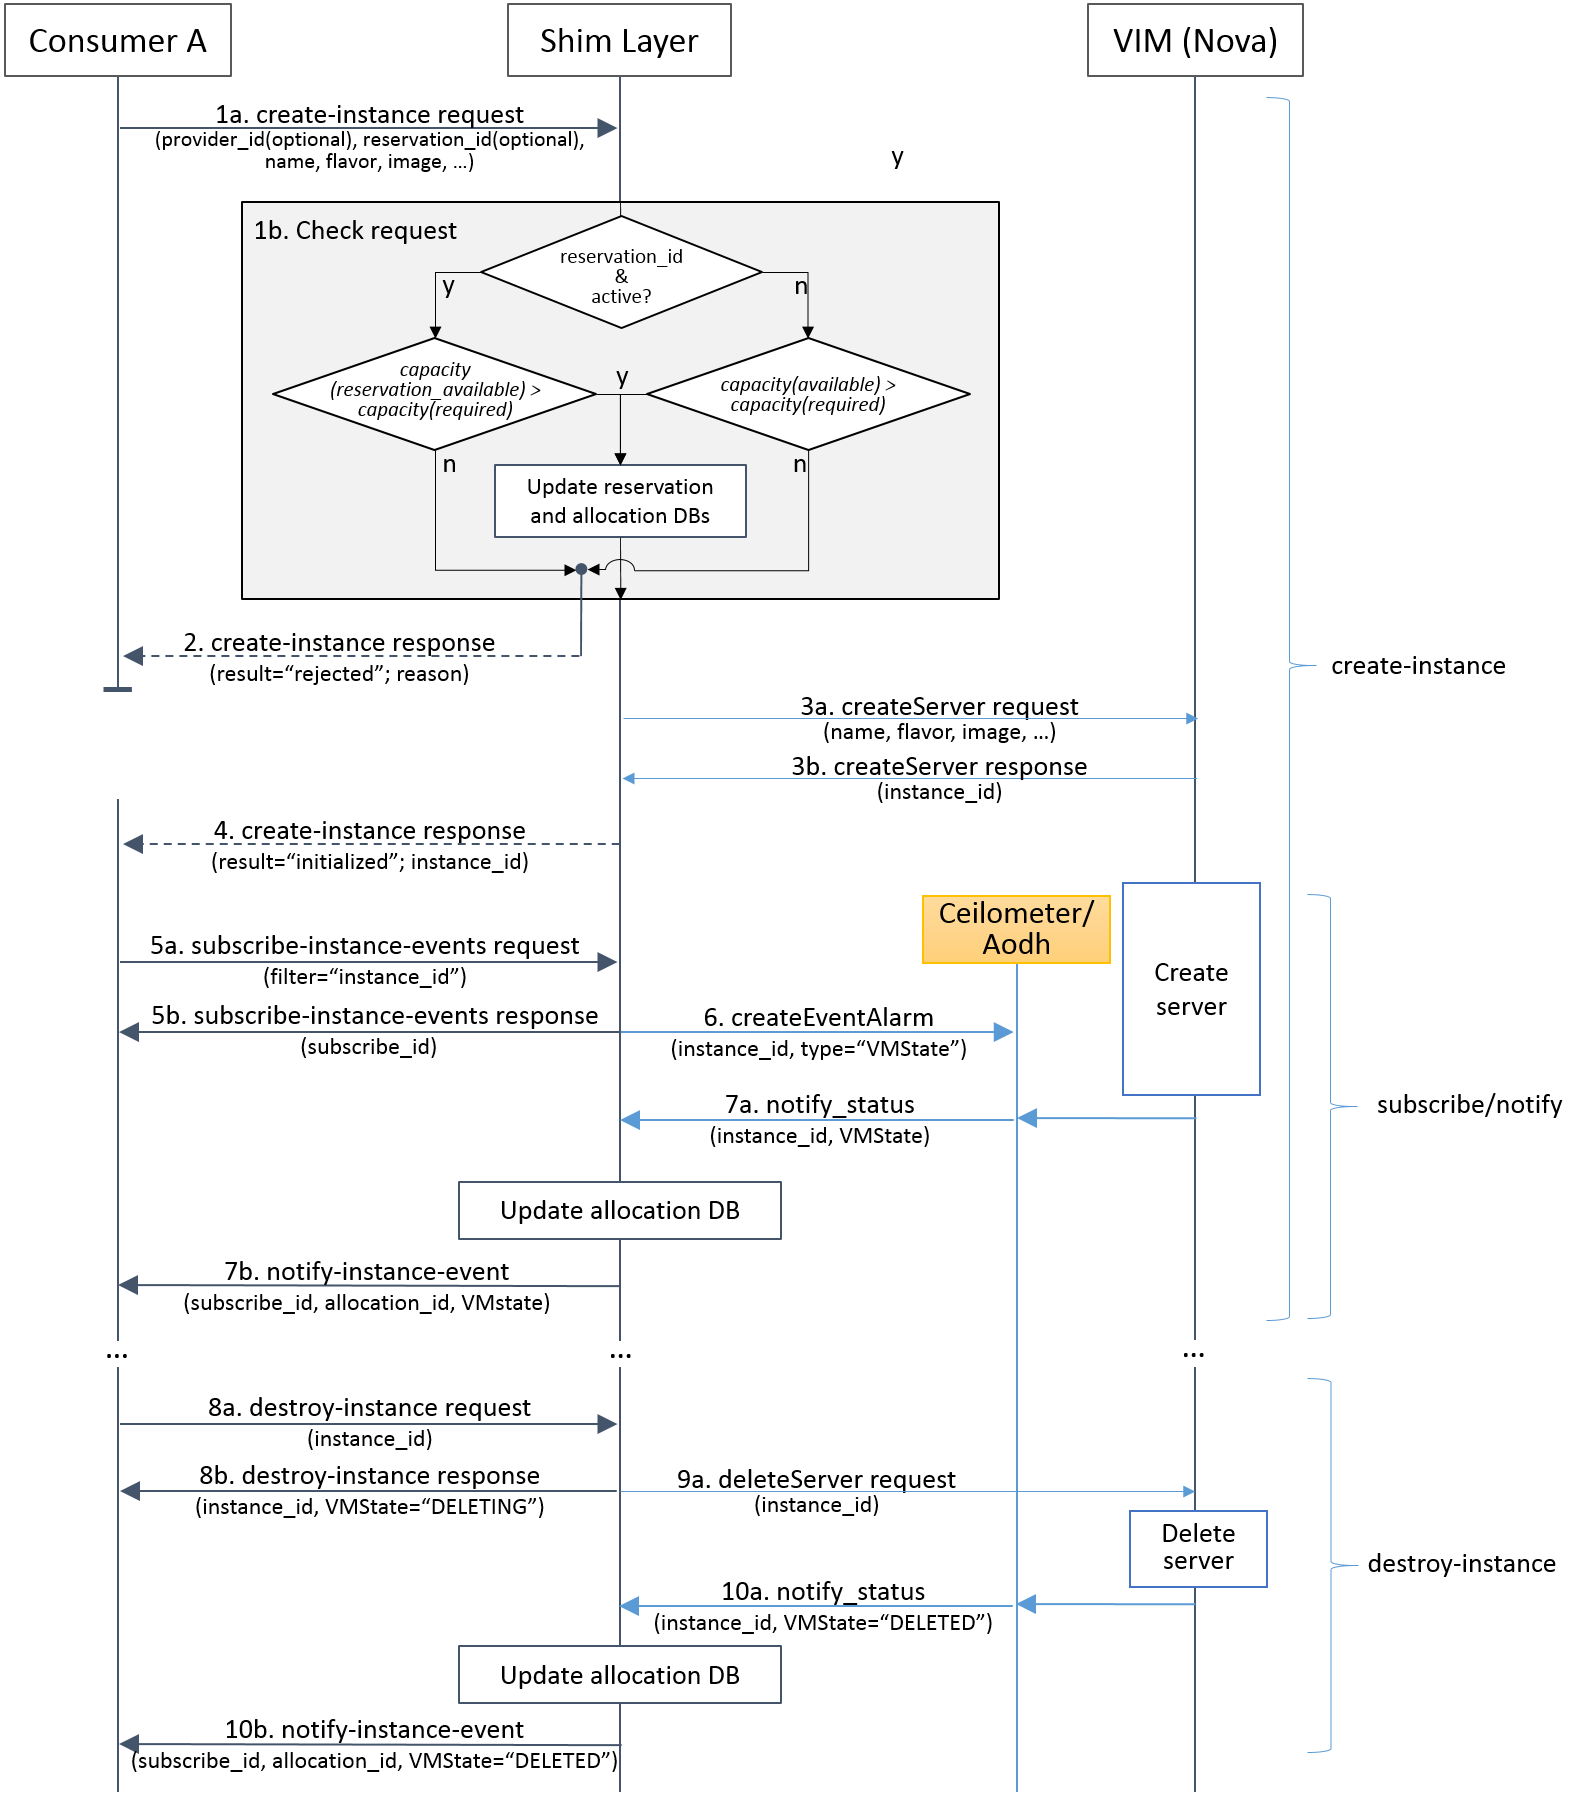 Consumer A
Shim Layer
VIM (Nova)
1a. create-instance request
(provider_id(optional), reservation_id(optional),
name, flavor, image, …)
y
1b. Check request
reservation_id
&
active?
y
n
capacity
(reservation_available) >
capacity(required)
y
capacity(available) >
capacity(required)
n
n
Update reservation
and allocation DBs
2. create-instance response
(result=“rejected”; reason)
create-instance
3a. createServer request
(name, flavor, image, …)
3b. createServer response
(instance_id)
4. create-instance response
(result=“initialized”; instance_id)
Ceilometer/
Aodh
Create
server
5a. subscribe-instance-events request
(filter=“instance_id”)
5b. subscribe-instance-events response
(subscribe_id)
6. createEventAlarm
(instance_id, type=“VMState”)
7a. notify_status
(instance_id, VMState)
subscribe/notify
Update allocation DB
7b. notify-instance-event
(subscribe_id, allocation_id, VMstate)
...
...
...
8a. destroy-instance request
(instance_id)
8b. destroy-instance response
(instance_id, VMState=“DELETING”)
9a. deleteServer request
(instance_id)
Delete
server
destroy-instance
10a. notify_status
(instance_id, VMState=“DELETED”)
Update allocation DB
10b. notify-instance-event
(subscribe_id, allocation_id, VMState=“DELETED”)